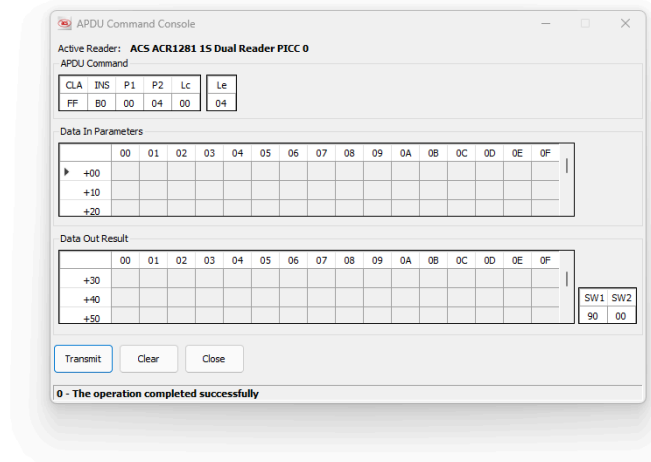 APDU Command Console
Active Reader: ACS ACR1281 1S Dual Reader PICC 0
APDU Command
CLA INS P1 P2 Lc Le
FF B0 00 04 00 04
Data In Parameters
00 01 02 03 04 05 06 07 08 09 0A 0B 0C 0D 0E 0F
+00
+10
+20
Data Out Result
00 01 02 03 04 05 06 07 08 09 0A 0B 0C 0D 0E 0F
+30
+40
+50
SW1 SW2
90 00
Transmit Clear Close
0 - The operation completed successfully